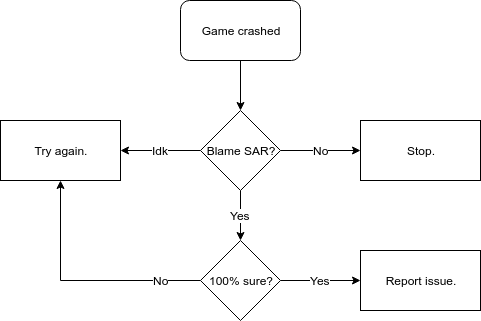 Game crashed
Try again.
Idk
Blame SAR?
No
Stop.
Yes
No
100% sure?
Yes
Report issue.